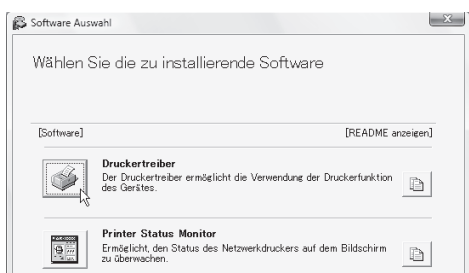 Software Auswahl
Wählen Sie die zu installierende Software
[Software] [README anzeigen]
Druckertreiber
Der Druckertreiber ermöglicht die Verwendung der Druckerfunktion
des Gerätes.
Printer Status Monitor
Ermöglicht, den Status des Netzwerkdruckers auf dem Bildschirm
zu überwachen.